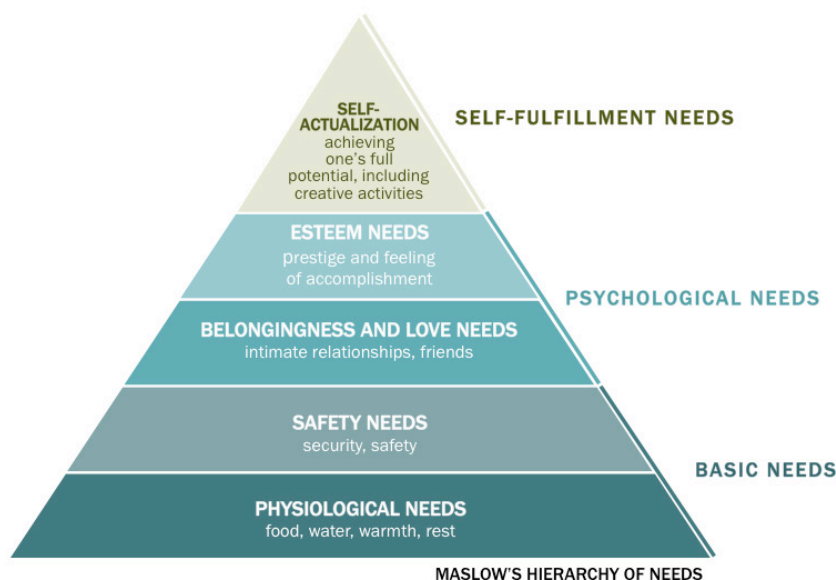 SELF-
ACTUALIZATION
achieving
one's full
potential, including
creative activities
SELF-FULFILLMENT NEEDS
ESTEEM NEEDS
prestige and feeling
of accomplishment
PSYCHOLOGICAL NEEDS
BELONGINGNESS AND LOVE NEEDS
intimate relationships, friends
SAFETY NEEDS
security, safety
BASIC NEEDS
PHYSIOLOGICAL NEEDS
food, water, warmth, rest
MASLOW'S HIERARCHY OF NEEDS